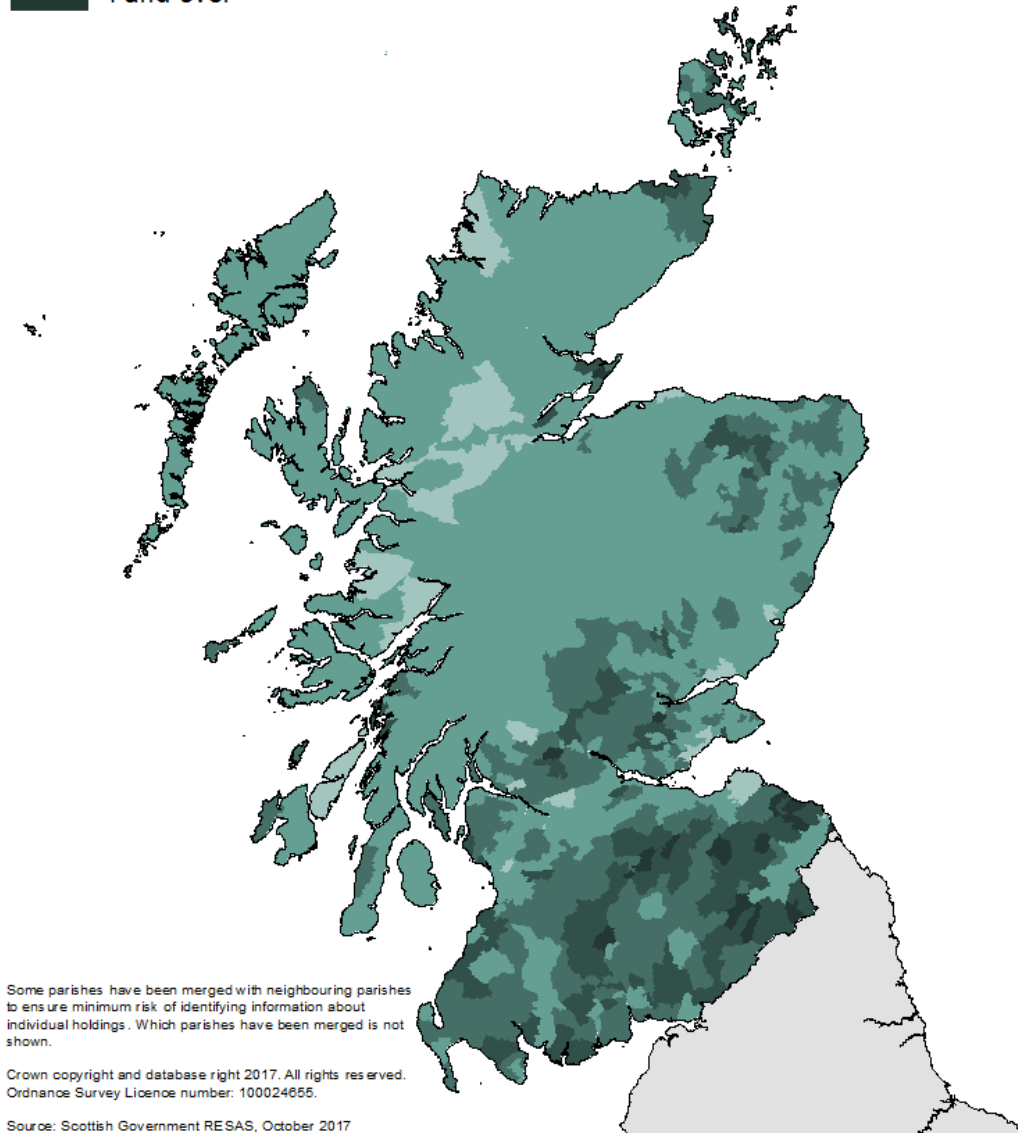 and over
Some parishes have been merged with neighbouring parishes
to ensure minimum risk of identifying information about
individual holdings. Which parishes have been merged is not
shown.
Crown copyright and database right 2017. All rights reserved.
Ordnance Survey Licence number: 100024655.
Source: Scottish Government RESAS, October 2017